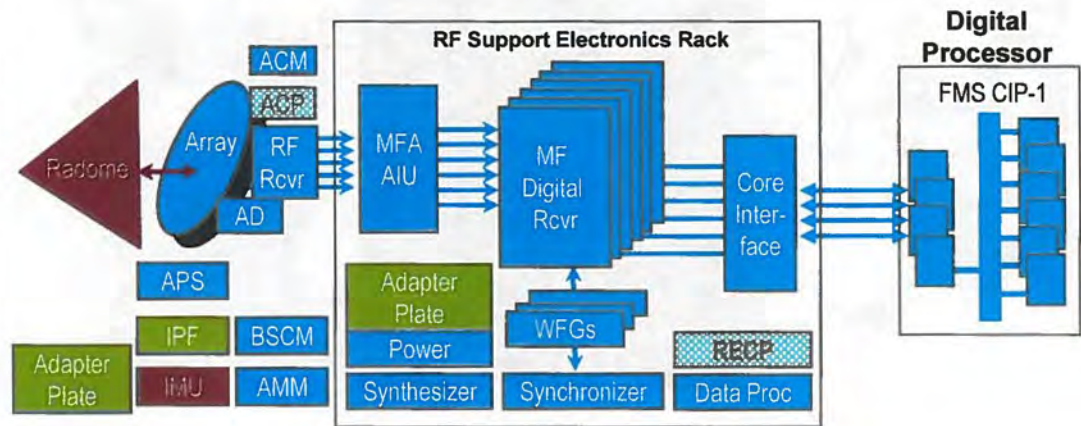 RF Support Electronics Rack
Digital
Processor
FMS CIP-1
ACM
ACP
Array
RF
Rcvr
AD
Radome
MFA
AIU
MF
Digital
Rcvr
Core
Inter-
face
APS
IPF
BSCM
Adapter
Plate
IMU
AMM
Adapter
Plate
Power
WFGs
RECP
Synthesizer
Synchronizer
Data Proc